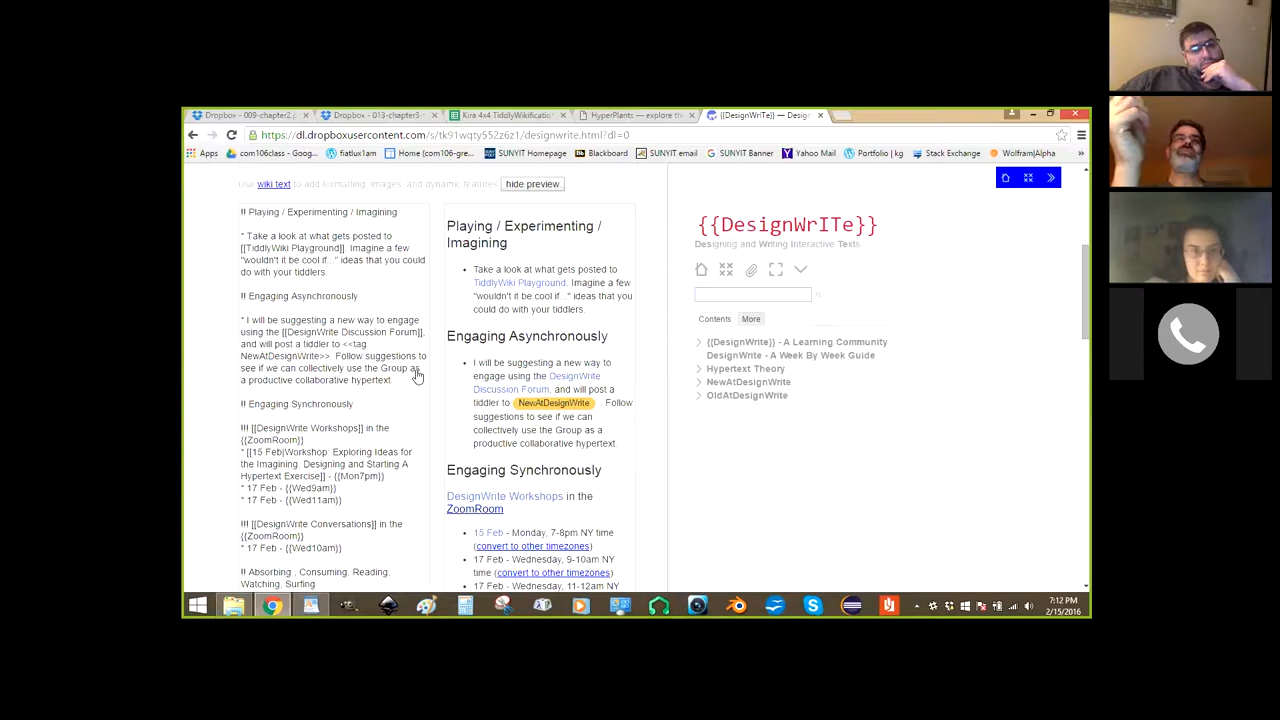 Dropbox - 009-chapter2.p
Dropbox - 013-chapter3
Kira 4x4 TiddlyWikificatio
HyperPlants — explore th
{{DesignWrITe}} — Desig
https://dl.dropboxusercontent.com/s/tk91wqty552z6z1/designwrite.html?dl=0
Apps
com106class - Goog...
fiatlux1am
Home (com106-gre...
SUNYIT Homepage
Blackboard
SUNYIT email
SUNYIT Banner
Yahoo Mail
Portfolio | kg
Stack Exchange
Wolfram|Alpha
Use wiki text to add formatting, images, and dynamic features
hide preview
!! Playing / Experimenting / Imagining
* Take a look at what gets posted to
[[TiddlyWiki Playground]]. Imagine a few
"wouldn't it be cool if..." ideas that you could
do with your tiddlers.
!! Engaging Asynchronously
* I will be suggesting a new way to engage
using the [[DesignWrite Discussion Forum]],
and will post a tiddler to <<tag
NewAtDesignWrite>> Follow suggestions to
see if we can collectively use the Group as
a productive collaborative hypertext.
!! Engaging Synchronously
!!! [[DesignWrite Workshops]] in the
{{ZoomRoom}}
* [[15 Feb|Workshop: Exploring Ideas for
the Imagining, Designing and Starting A
Hypertext Exercise]] - {{Mon7pm}}
* 17 Feb - {{Wed9am}}
* 17 Feb - {{Wed11am}}
!!! [[DesignWrite Conversations]] in the
{{ZoomRoom}}
* 17 Feb - {{Wed10am}}
!! Absorbing , Consuming, Reading,
Watching, Surfing
Playing / Experimenting /
Imagining
Take a look at what gets posted to
TiddlyWiki Playground. Imagine a few
"wouldn't it be cool if..." ideas that you
could do with your tiddlers.
Engaging Asynchronously
I will be suggesting a new way to
engage using the DesignWrite
Discussion Forum, and will post a
tiddler to NewAtDesignWrite . Follow
suggestions to see if we can
collectively use the Group as a
productive collaborative hypertext.
Engaging Synchronously
DesignWrite Workshops in the
ZoomRoom
15 Feb - Monday, 7-8pm NY time
(convert to other timezones)
17 Feb - Wednesday, 9-10am NY
time (convert to other timezones)
17 Feb - Wednesday, 11-12am NY
{{DesignWrITe}}
Designing and Writing Interactive Texts
Contents
More
{{DesignWrite}} - A Learning Community
DesignWrite - A Week By Week Guide
Hypertext Theory
NewAtDesignWrite
OldAtDesignWrite
7:12 PM
2/15/2016